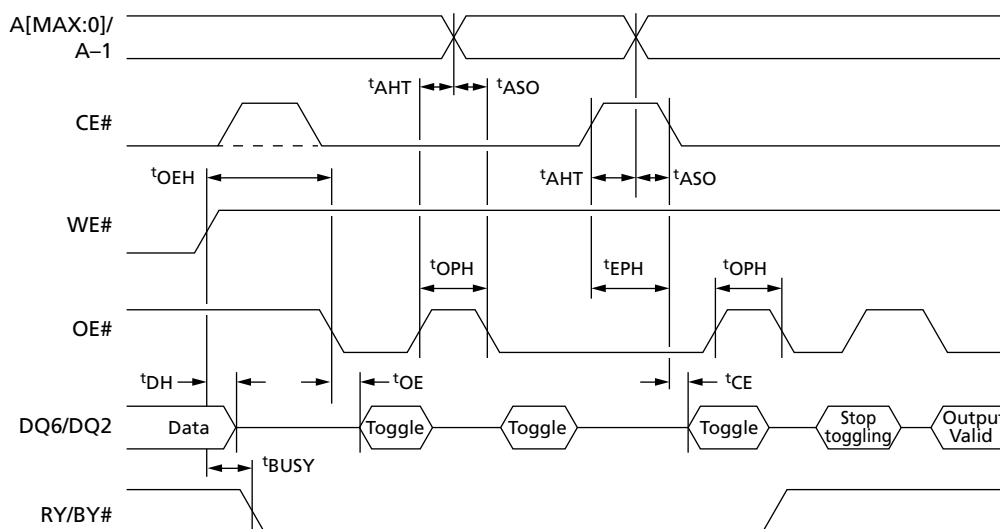 A[MAX:0]/
A–1
tAHT
tASO
CE#
tOEH
tAHT
tASO
WE#
tOPH
tEPH
tOPH
OE#
tDH
tOE
tCE
DQ6/DQ2
Data
Toggle
Toggle
Toggle
Stop
toggling
Output
Valid
tBUSY
RY/BY#